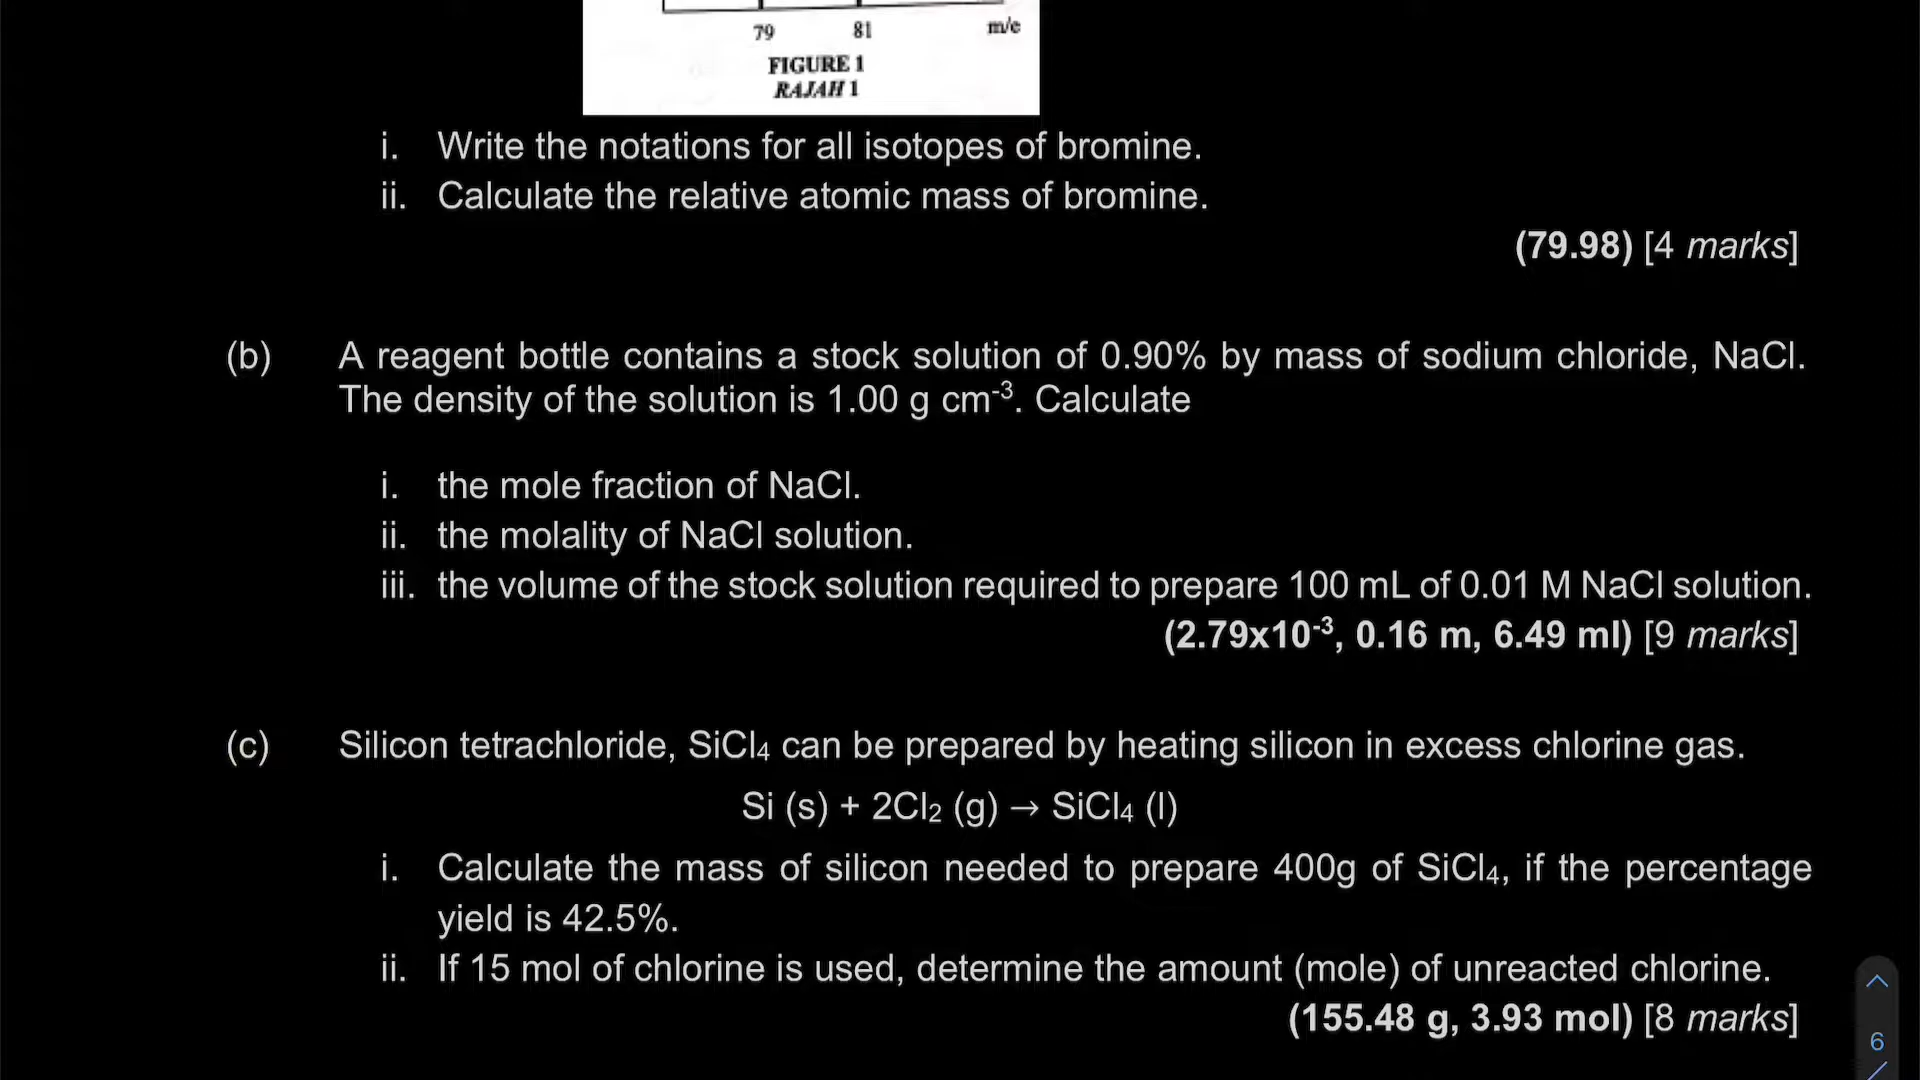 79 81 m/e
FIGURE 1
RAJAH 1
i. Write the notations for all isotopes of bromine.
ii. Calculate the relative atomic mass of bromine.
(79.98) [4 marks]
(b) A reagent bottle contains a stock solution of 0.90% by mass of sodium chloride, NaCl.
The density of the solution is 1.00 g cm⁻³. Calculate
i. the mole fraction of NaCl.
ii. the molality of NaCl solution.
iii. the volume of the stock solution required to prepare 100 mL of 0.01 M NaCl solution.
(2.79x10⁻³, 0.16 m, 6.49 ml) [9 marks]
(c) Silicon tetrachloride, SiCl₄ can be prepared by heating silicon in excess chlorine gas.
Si (s) + 2Cl₂ (g) → SiCl₄ (l)
i. Calculate the mass of silicon needed to prepare 400g of SiCl₄, if the percentage
yield is 42.5%.
ii. If 15 mol of chlorine is used, determine the amount (mole) of unreacted chlorine.
(155.48 g, 3.93 mol) [8 marks]
6
/